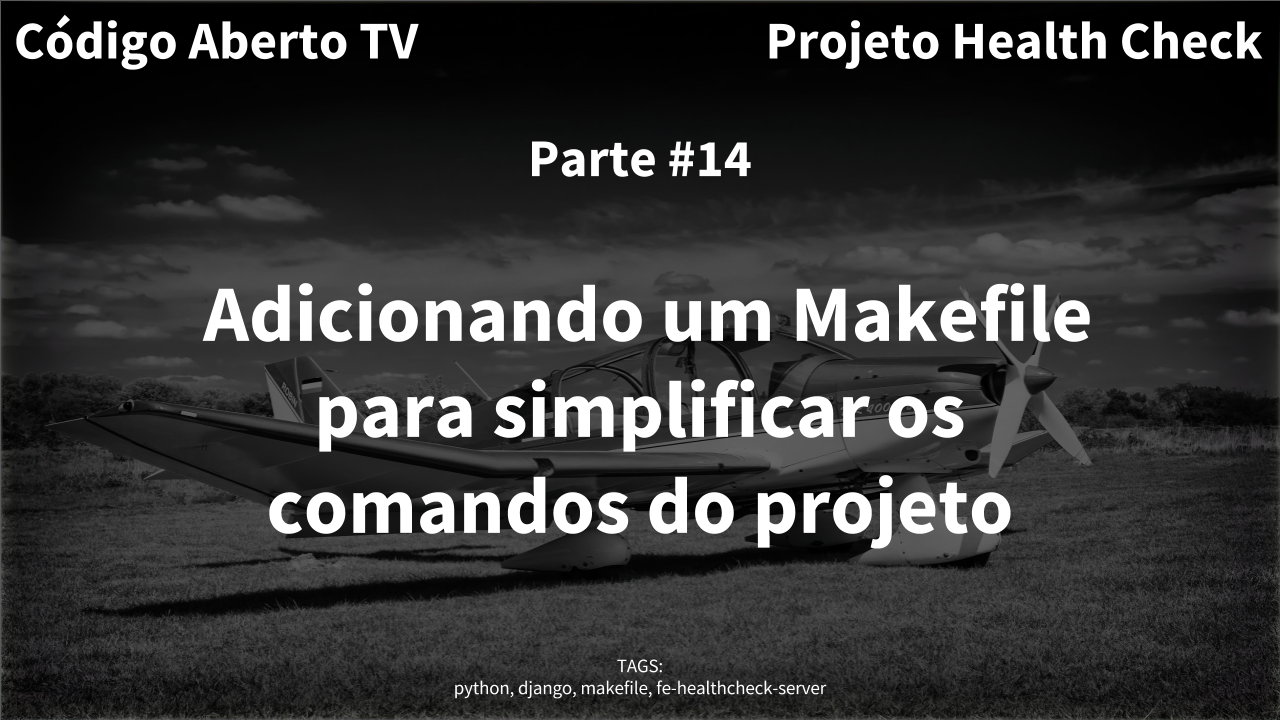 Código Aberto TV
Projeto Health Check
Parte #14
Adicionando um Makefile
para simplificar os
comandos do projeto
TAGS:
python, django, makefile, fe-healthcheck-server